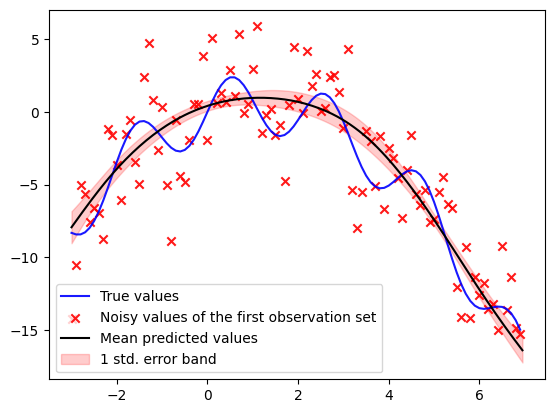 5
0
−5
−10
−15
True values
Noisy values of the first observation set
Mean predicted values
1 std. error band
−2
0
2
4
6